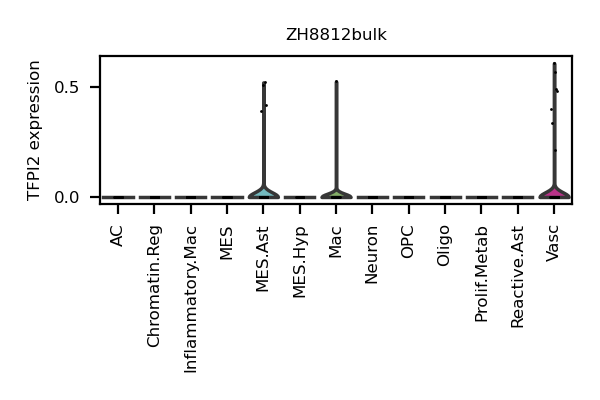 ZH8812bulk
TFPI2 expression
0.5
0.0
AC
Chromatin.Reg
Inflammatory.Mac
MES
MES.Ast
MES.Hyp
Mac
Neuron
OPC
Oligo
Prolif.Metab
Reactive.Ast
Vasc